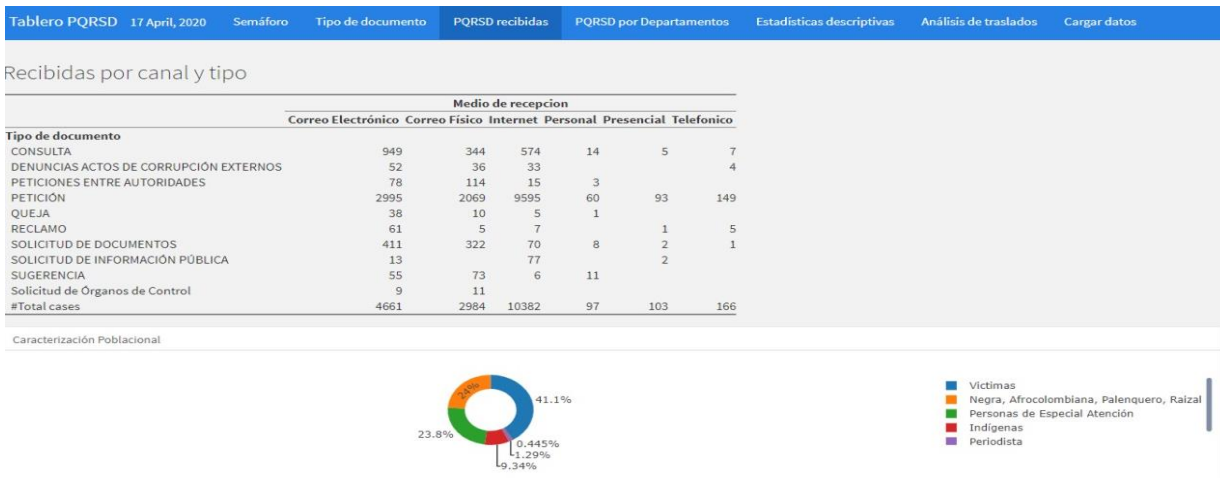 Tablero PQRSD 17 April, 2020 Semáforo Tipo de documento PQRSD recibidas PQRSD por Departamentos Estadísticas descriptivas Análisis de traslados Cargar datos
Recibidas por canal y tipo
Medio de recepcion
Correo Electrónico Correo Físico Internet Personal Presencial Telefonico
Tipo de documento
CONSULTA 949 344 574 14 5 7
DENUNCIAS ACTOS DE CORRUPCIÓN EXTERNOS 52 36 33 4
PETICIONES ENTRE AUTORIDADES 78 114 15 3
PETICIÓN 2995 2069 9595 60 93 149
QUEJA 38 10 5 1
RECLAMO 61 5 7 1 5
SOLICITUD DE DOCUMENTOS 411 322 70 8 2 1
SOLICITUD DE INFORMACIÓN PÚBLICA 13 77 2
SUGERENCIA 55 73 6 11
Solicitud de Órganos de Control 9 11
#Total cases 4661 2984 10382 97 103 166
Caracterización Poblacional
24%
41.1%
23.8%
0.445%
1.29%
9.34%
Victimas
Negra, Afrocolombiana, Palenquero, Raizal
Personas de Especial Atención
Indígenas
Periodista